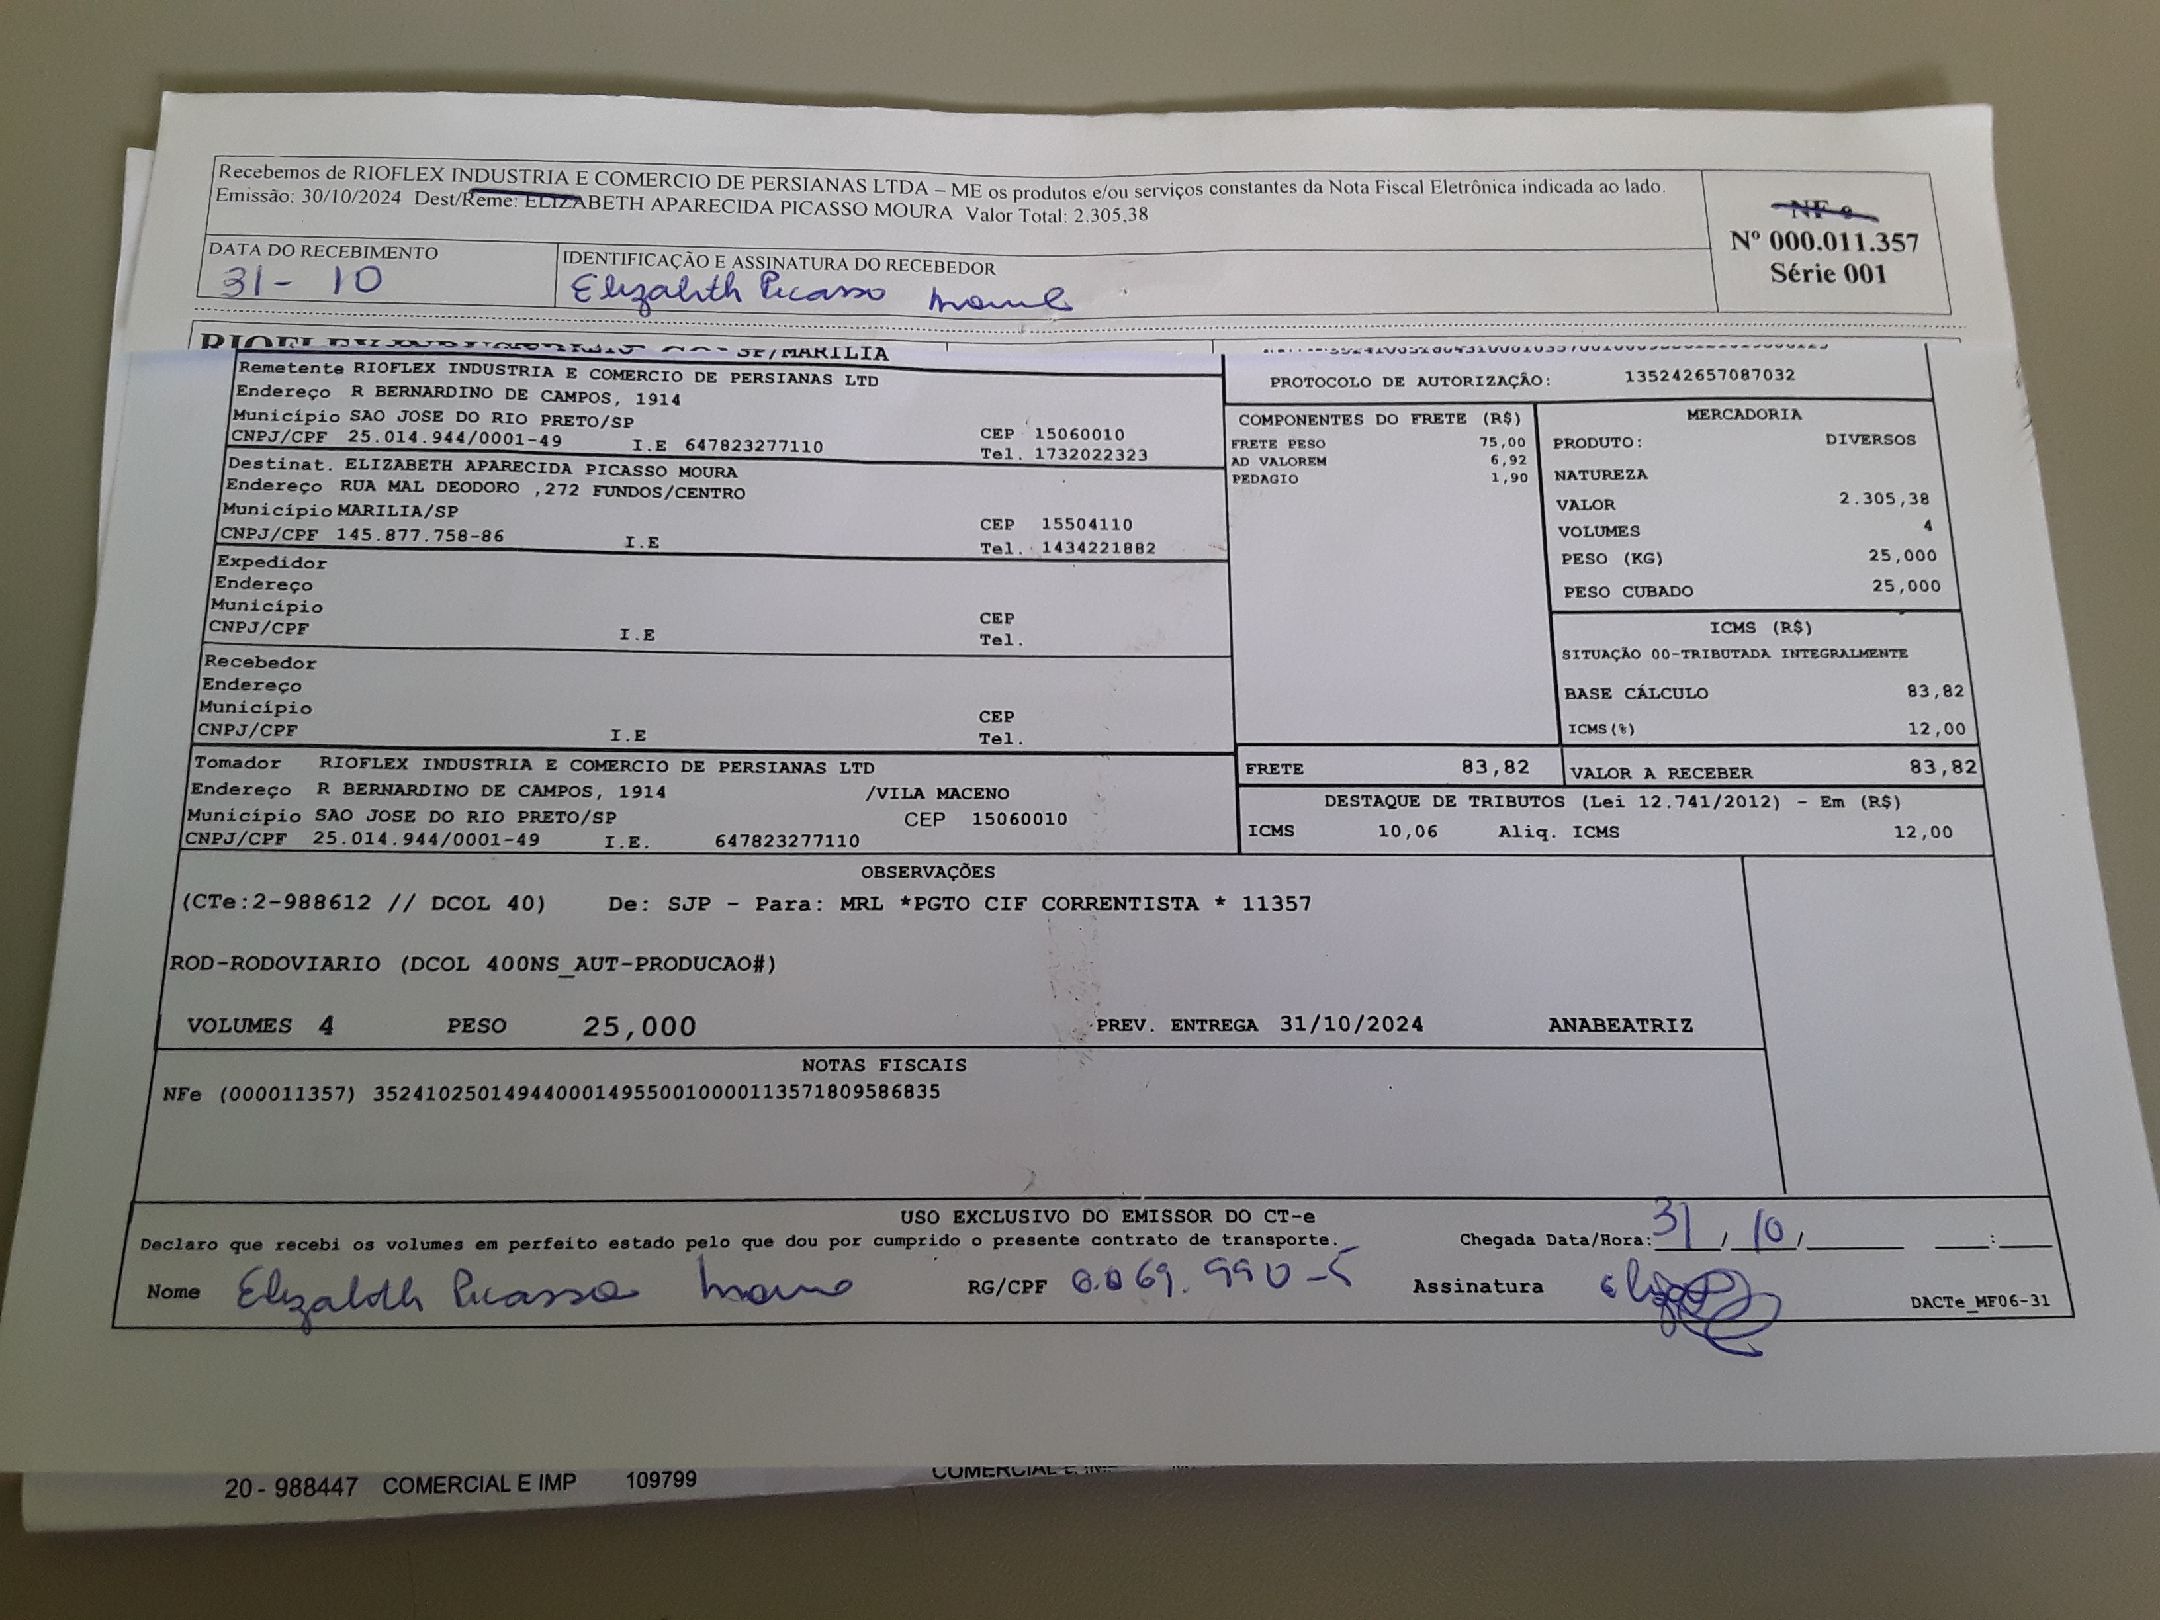 Recebemos de RIOFLEX INDUSTRIA E COMERCIO DE PERSIANAS LTDA – ME os produtos e/ou serviços constantes da Nota Fiscal Eletrônica indicada ao lado.
Emissão: 30/10/2024 Dest/Reme: ELIZABETH APARECIDA PICASSO MOURA Valor Total: 2.305,38
NF-e
Nº 000.011.357
Série 001
DATA DO RECEBIMENTO
31 - 10
IDENTIFICAÇÃO E ASSINATURA DO RECEBEDOR
Elizabeth Picasso Moura
SP/MARILIA
Remetente RIOFLEX INDUSTRIA E COMERCIO DE PERSIANAS LTD
Endereço R BERNARDINO DE CAMPOS, 1914
Município SAO JOSE DO RIO PRETO/SP CEP 15060010
CNPJ/CPF 25.014.944/0001-49 I.E 647823277110 Tel. 1732022323
Destinat. ELIZABETH APARECIDA PICASSO MOURA
Endereço RUA MAL DEODORO ,272 FUNDOS/CENTRO
Município MARILIA/SP CEP 15504110
CNPJ/CPF 145.877.758-86 I.E Tel. 1434221882
Expedidor
Endereço
Município CEP
CNPJ/CPF I.E Tel.
Recebedor
Endereço
Município CEP
CNPJ/CPF I.E Tel.
Tomador RIOFLEX INDUSTRIA E COMERCIO DE PERSIANAS LTD
Endereço R BERNARDINO DE CAMPOS, 1914 /VILA MACENO
Município SAO JOSE DO RIO PRETO/SP CEP 15060010
CNPJ/CPF 25.014.944/0001-49 I.E. 647823277110
PROTOCOLO DE AUTORIZAÇÃO: 135242657087032
COMPONENTES DO FRETE (R$)
FRETE PESO 75,00
AD VALOREM 6,92
PEDAGIO 1,90
MERCADORIA
PRODUTO: DIVERSOS
NATUREZA
VALOR 2.305,38
VOLUMES 4
PESO (KG) 25,000
PESO CUBADO 25,000
ICMS (R$)
SITUAÇÃO 00-TRIBUTADA INTEGRALMENTE
BASE CÁLCULO 83,82
ICMS(%) 12,00
FRETE 83,82 VALOR A RECEBER 83,82
DESTAQUE DE TRIBUTOS (Lei 12.741/2012) - Em (R$)
ICMS 10,06 Aliq. ICMS 12,00
OBSERVAÇÕES
(CTe:2-988612 // DCOL 40) De: SJP - Para: MRL *PGTO CIF CORRENTISTA * 11357
ROD-RODOVIARIO (DCOL 400NS_AUT-PRODUCAO#)
VOLUMES 4 PESO 25,000 PREV. ENTREGA 31/10/2024 ANABEATRIZ
NOTAS FISCAIS
NFe (000011357) 35241025014944000149550010000113571809586835
USO EXCLUSIVO DO EMISSOR DO CT-e
Declaro que recebi os volumes em perfeito estado pelo que dou por cumprido o presente contrato de transporte. Chegada Data/Hora: 31 / 10 / :
Nome Elizabeth Picasso Moura RG/CPF 6.069.990-5 Assinatura
DACTe_MF06-31
20 - 988447 COMERCIAL E IMP 109799